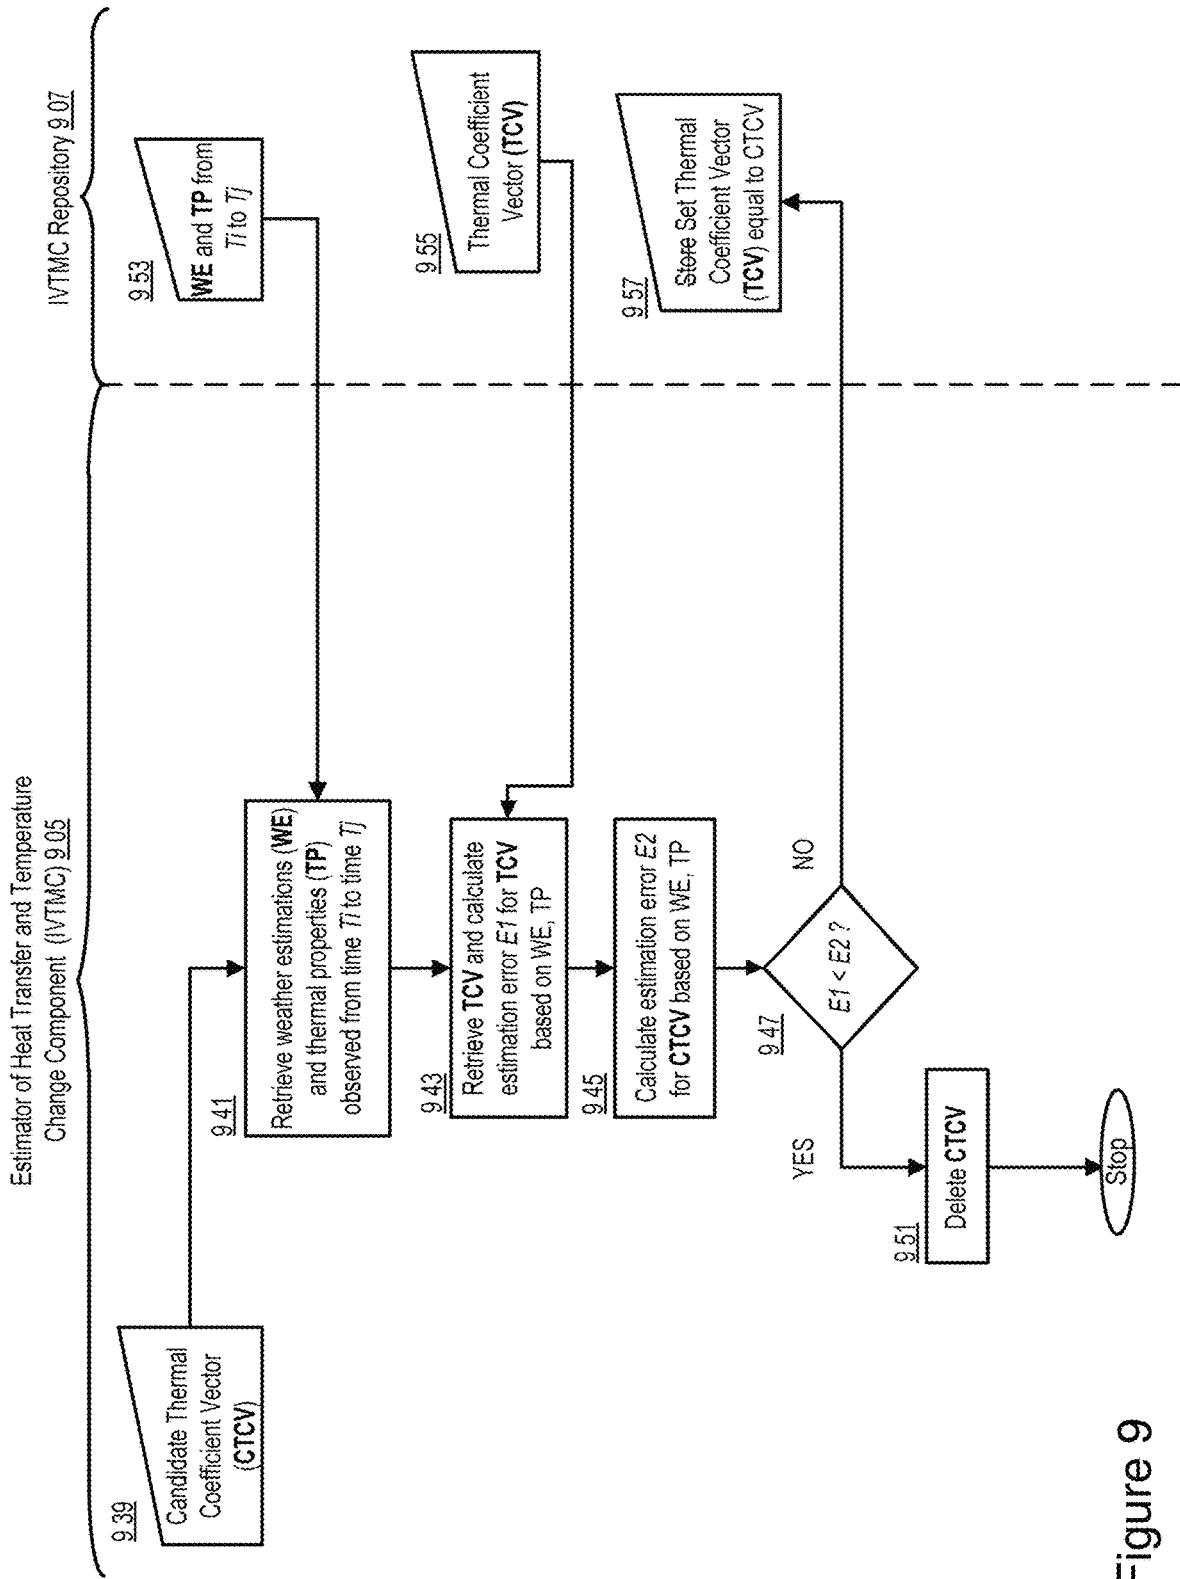 Estimator of Heat Transfer and Temperature
Change Component (IVTMC) 9.05
IVTMC Repository 9.07
9.39
Candidate Thermal
Coefficient Vector
(CTCV)
9.53
WE and TP from
Ti to Tj
9.41
Retrieve weather estimations (WE)
and thermal properties (TP)
observed from time Ti to time Tj
9.55
Thermal Coefficient
Vector (TCV)
9.43
Retrieve TCV and calculate
estimation error E1 for TCV
based on WE, TP
9.45
Calculate estimation error E2
for CTCV based on WE, TP
9.57
Store Set Thermal
Coefficient Vector
(TCV) equal to CTCV
9.47
E1 < E2 ?
YES
NO
9.51
Delete CTCV
Stop
Figure 9